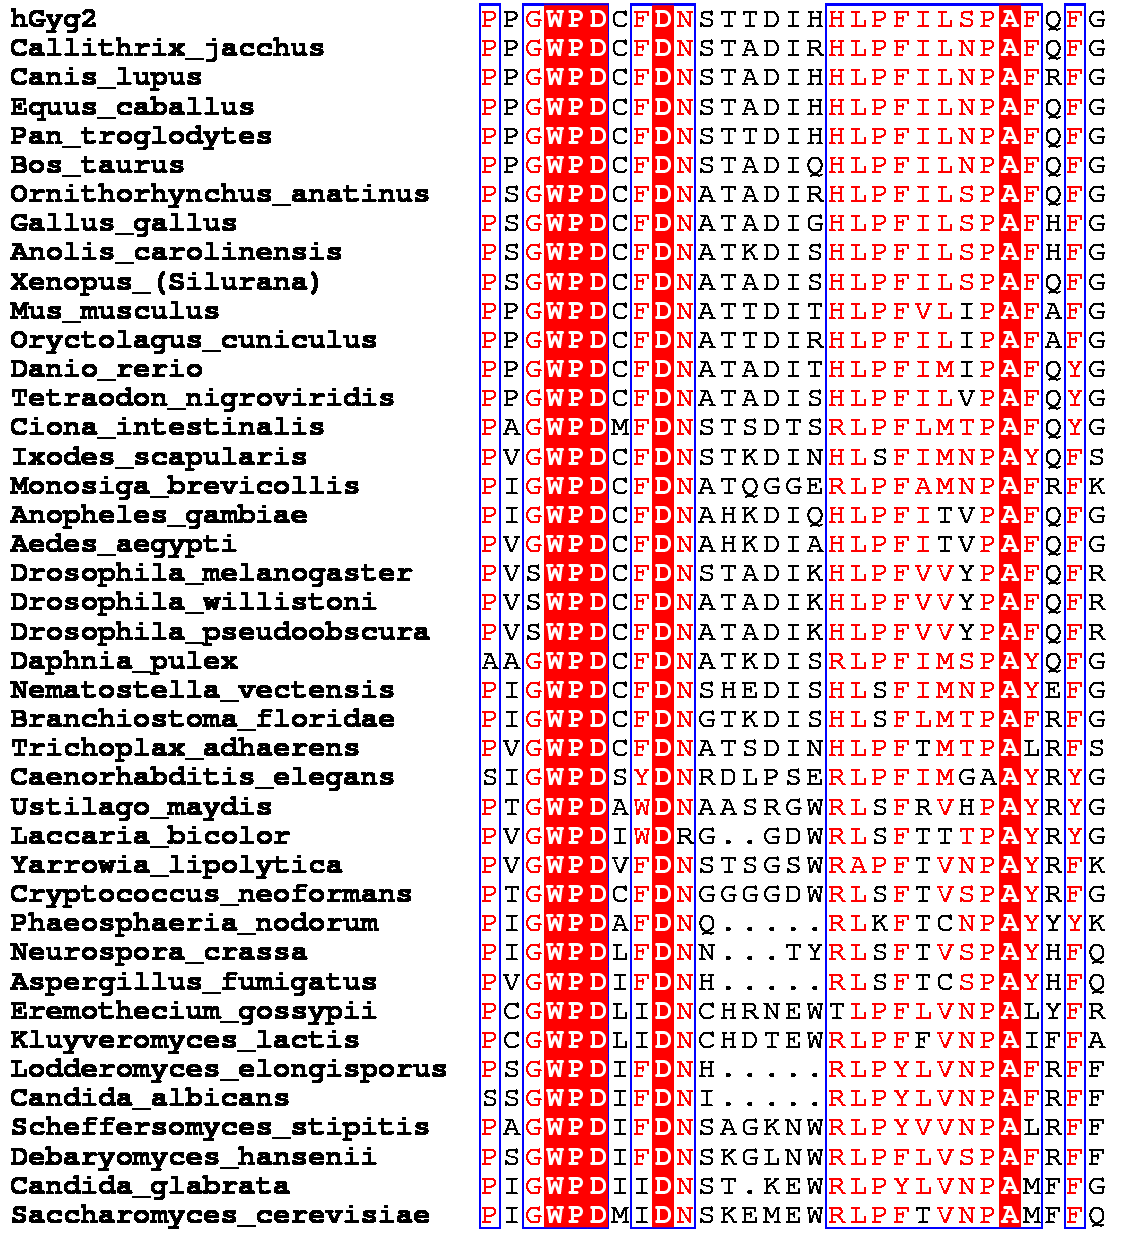 hGyg2 PPGWPDCFDNSTTDIHHLPFILSPAFQFG
Callithrix_jacchus PPGWPDCFDNSTADIRHLPFILNPAFQFG
Canis_lupus PPGWPDCFDNSTADIHHLPFILNPAFRFG
Equus_caballus PPGWPDCFDNSTADIHHLPFILNPAFQFG
Pan_troglodytes PPGWPDCFDNSTTDIHHLPFILNPAFQFG
Bos_taurus PPGWPDCFDNSTADIQHLPFILNPAFQFG
Ornithorhynchus_anatinus PSGWPDCFDNATADIRHLPFILSPAFQFG
Gallus_gallus PSGWPDCFDNATADIGHLPFILSPAFHFG
Anolis_carolinensis PSGWPDCFDNATKDISHLPFILSPAFHFG
Xenopus_(Silurana) PSGWPDCFDNATADISHLPFILSPAFQFG
Mus_musculus PPGWPDCFDNATTDITHLPFVLIPAFAFG
Oryctolagus_cuniculus PPGWPDCFDNATTDIRHLPFILIPAFAFG
Danio_rerio PPGWPDCFDNATADITHLPFIMIPAFQYG
Tetraodon_nigroviridis PPGWPDCFDNATADISHLPFILVPAFQYG
Ciona_intestinalis PAGWPDMFDNSTSDTSRLPFLMTPAFQYG
Ixodes_scapularis PVGWPDCFDNSTKDINHLSFIMNPAYQFS
Monosiga_brevicollis PIGWPDCFDNATQGGERLPFAMNPAFRFK
Anopheles_gambiae PIGWPDCFDNAHKDIQHLPFITVPAFQFG
Aedes_aegypti PVGWPDCFDNAHKDIAHLPFITVPAFQFG
Drosophila_melanogaster PVSWPDCFDNSTADIKHLPFVVYPAFQFR
Drosophila_willistoni PVSWPDCFDNATADIKHLPFVVYPAFQFR
Drosophila_pseudoobscura PVSWPDCFDNATADIKHLPFVVYPAFQFR
Daphnia_pulex AAGWPDCFDNATKDISRLPFIMSPAYQFG
Nematostella_vectensis PIGWPDCFDNSHEDISHLSFIMNPAYEFG
Branchiostoma_floridae PIGWPDCFDNGTKDISHLSFLMTPAFRFG
Trichoplax_adhaerens PVGWPDCFDNATSDINHLPFTMTPALRFS
Caenorhabditis_elegans SIGWPDSYDNRDLPSERLPFIMGAAYRYG
Ustilago_maydis PTGWPDAWDNAASRGWRLSFRVHPAYRYG
Laccaria_bicolor PVGWPDIWDRG..GDWRLSFTTTPAYRYG
Yarrowia_lipolytica PVGWPDVFDNSTSGSWRAPFTVNPAYRFK
Cryptococcus_neoformans PTGWPDCFDNGGGGDWRLSFTVSPAYRFG
Phaeosphaeria_nodorum PIGWPDAFDNQ.....RLKFTCNPAYYYK
Neurospora_crassa PIGWPDLFDNN...TYRLSFTVSPAYHFQ
Aspergillus_fumigatus PVGWPDIFDNH.....RLSFTCSPAYHFQ
Eremothecium_gossypii PCGWPDLIDNCHRNEWTLPFLVNPALYFR
Kluyveromyces_lactis PCGWPDLIDNCHDTEWRLPFFVNPAIFFA
Lodderomyces_elongisporus PSGWPDIFDNH.....RLPYLVNPAFRFF
Candida_albicans SSGWPDIFDNI.....RLPYLVNPAFRFF
Scheffersomyces_stipitis PAGWPDIFDNSAGKNWRLPYVVNPALRFF
Debaryomyces_hansenii PSGWPDIFDNSKGLNWRLPFLVSPAFRFF
Candida_glabrata PIGWPDIIDNST.KEWRLPYLVNPAMFFG
Saccharomyces_cerevisiae PIGWPDMIDNSKEMEWRLPFTVNPAMFFQ